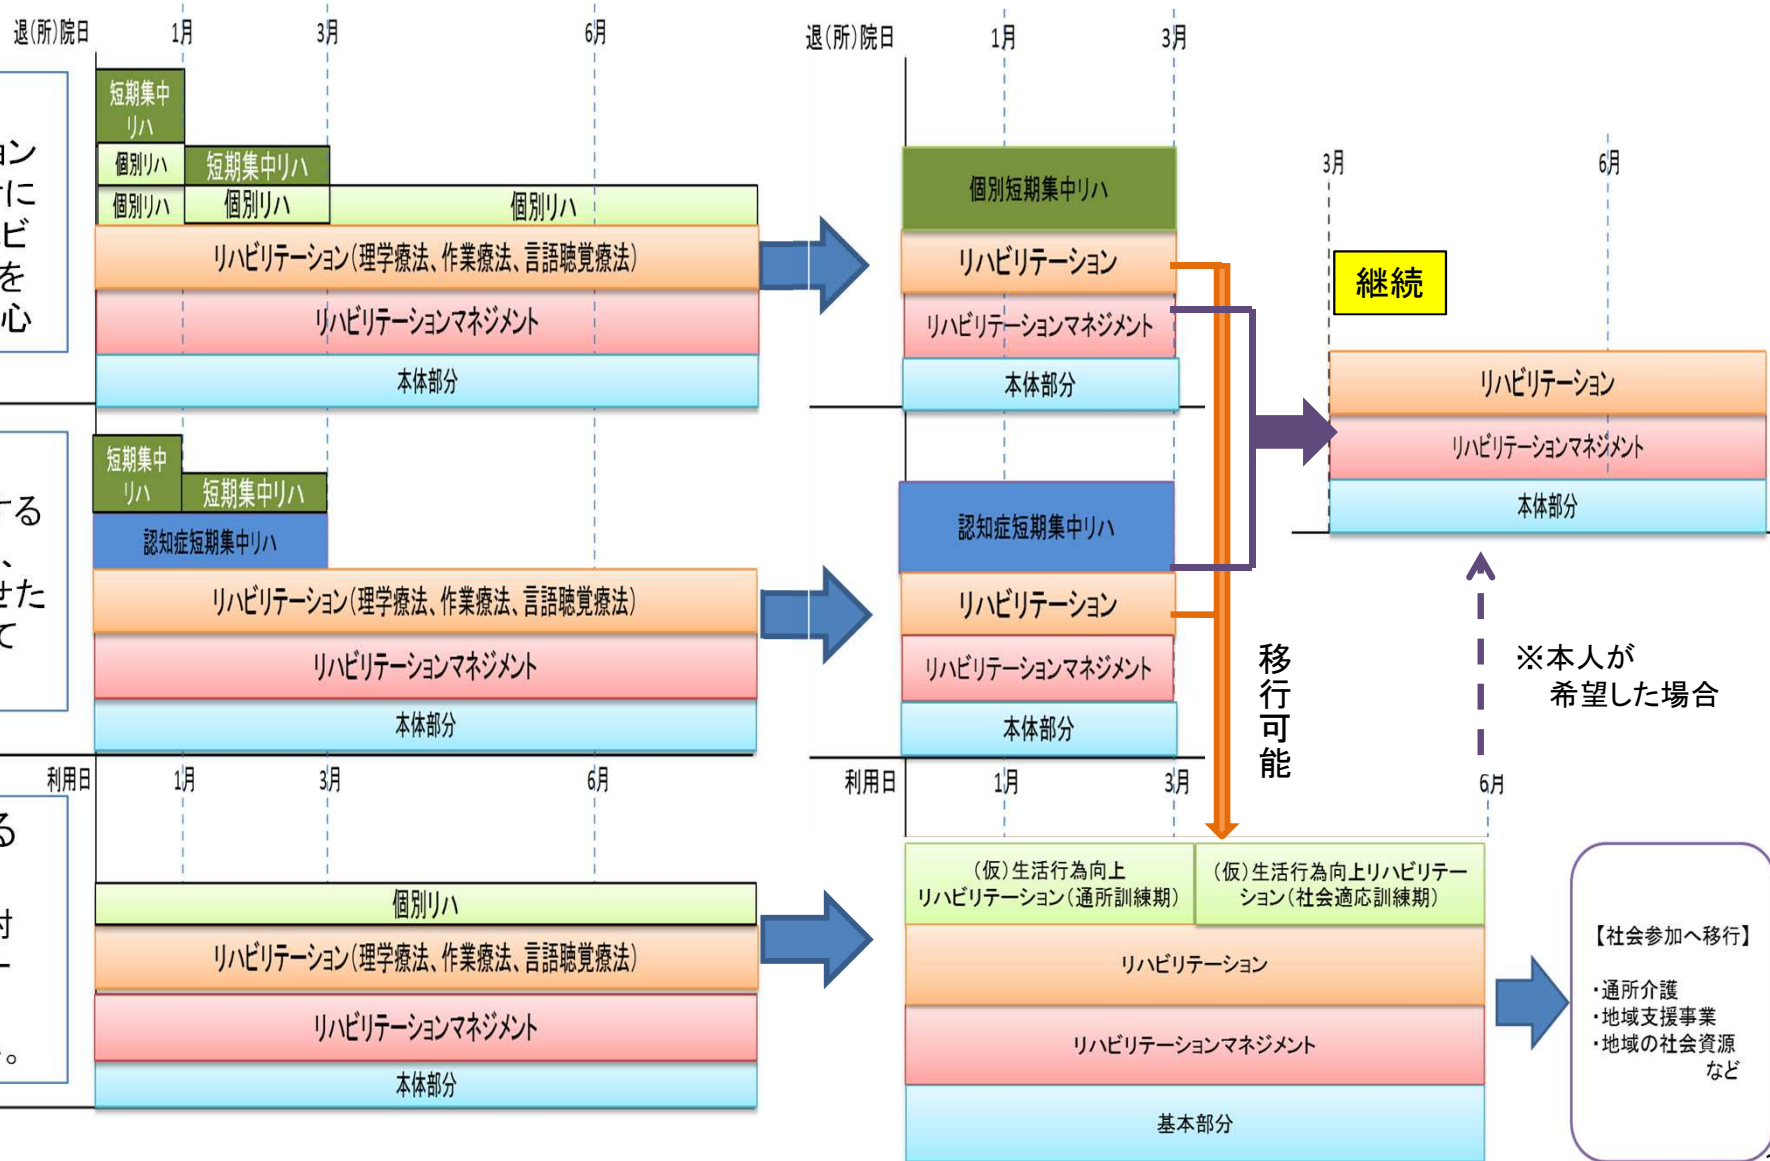 退(所)院日
1月
3月
6月
ョン
に
ビ
を
心
短期集中
リハ
個別リハ
短期集中リハ
個別リハ
個別リハ
個別リハ
リハビリテーション(理学療法、作業療法、言語聴覚療法)
リハビリテーションマネジメント
本体部分
する
、
せた
て
短期集中
リハ
短期集中リハ
認知症短期集中リハ
リハビリテーション(理学療法、作業療法、言語聴覚療法)
リハビリテーションマネジメント
本体部分
利用日
1月
3月
6月
る
ー
。
個別リハ
リハビリテーション(理学療法、作業療法、言語聴覚療法)
リハビリテーションマネジメント
本体部分
退(所)院日
1月
3月
個別短期集中リハ
リハビリテーション
リハビリテーションマネジメント
本体部分
認知症短期集中リハ
リハビリテーション
リハビリテーションマネジメント
本体部分
移行可能
3月
6月
継続
リハビリテーション
リハビリテーションマネジメント
本体部分
※本人が
希望した場合
利用日
1月
3月
6月
(仮)生活行為向上
リハビリテーション(通所訓練期)
(仮)生活行為向上リハビリテー
ション(社会適応訓練期)
リハビリテーション
リハビリテーションマネジメント
基本部分
【社会参加へ移行】
・通所介護
・地域支援事業
・地域の社会資源
など